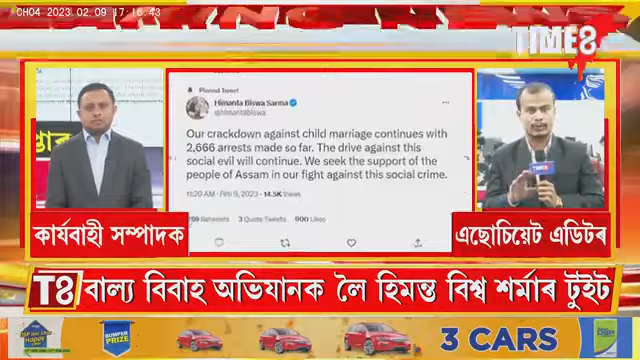 CH04 2023.02.09 17:16:43
TIME8
Pinned Tweet
Himanta Biswa Sarma
@himantabiswa
Our crackdown against child marriage continues with
2,666 arrests made so far. The drive against this
social evil will continue. We seek the support of the
people of Assam in our fight against this social crime.
11:20 AM · Feb 9, 2023 · 14.5K Views
759 Retweets 3 Quote Tweets 900 Likes
TIME8
কাৰ্যবাহী সম্পাদক
এছোচিয়েট এডিটৰ
T8 বাল্য বিবাহ অভিযানক লৈ হিমন্ত বিশ্ব শৰ্মাৰ টুইট
BUMPER
PRIZE
3 CARS